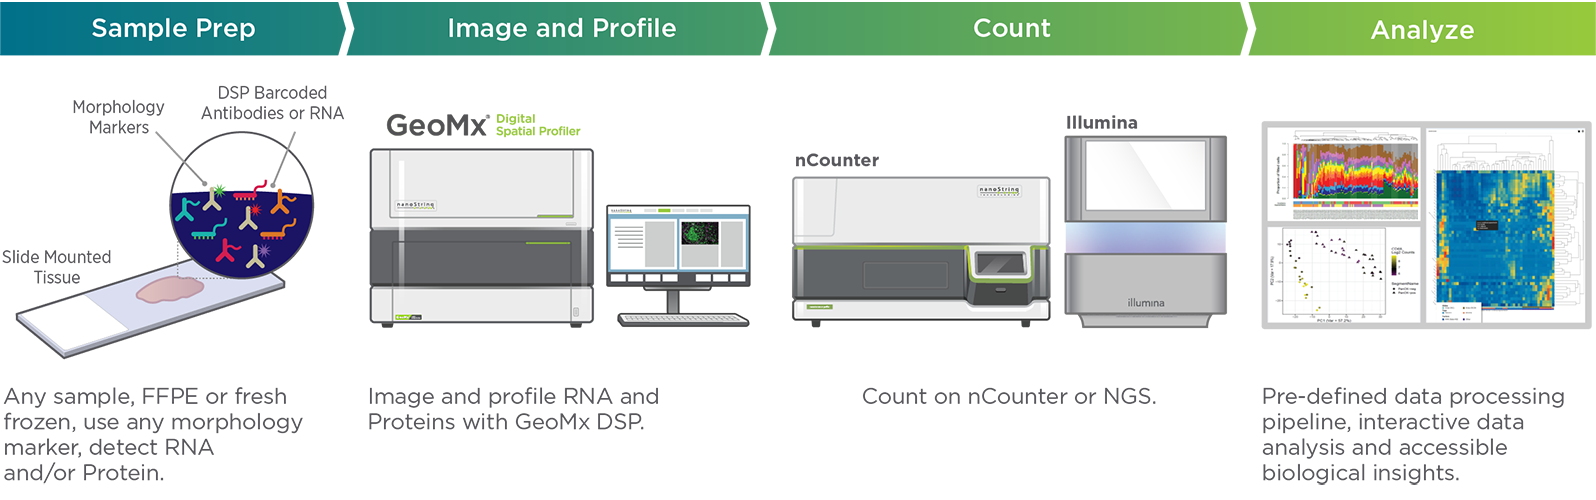 Sample Prep
Image and Profile
Count
Analyze
Morphology
Markers
DSP Barcoded
Antibodies or RNA
Slide Mounted
Tissue
GeoMx® Digital
Spatial Profiler
nanoString
nCounter
nanoString
Illumina
illumina
Any sample, FFPE or fresh
frozen, use any morphology
marker, detect RNA
and/or Protein.
Image and profile RNA and
Proteins with GeoMx DSP.
Count on nCounter or NGS.
Pre-defined data processing
pipeline, interactive data
analysis and accessible
biological insights.